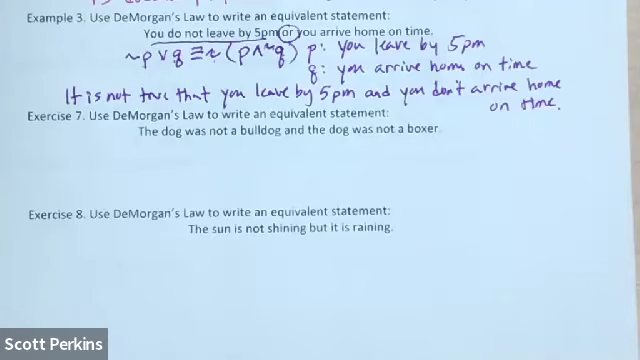 Example 3. Use DeMorgan's Law to write an equivalent statement:
You do not leave by 5pm or you arrive home on time.
~p ∨ q ≡ ~(p ∧ ~q) p: you leave by 5pm
q: you arrive home on time
It is not true that you leave by 5pm and you don't arrive home
on time.
Exercise 7. Use DeMorgan's Law to write an equivalent statement:
The dog was not a bulldog and the dog was not a boxer.
Exercise 8. Use DeMorgan's Law to write an equivalent statement:
The sun is not shining but it is raining.
Scott Perkins